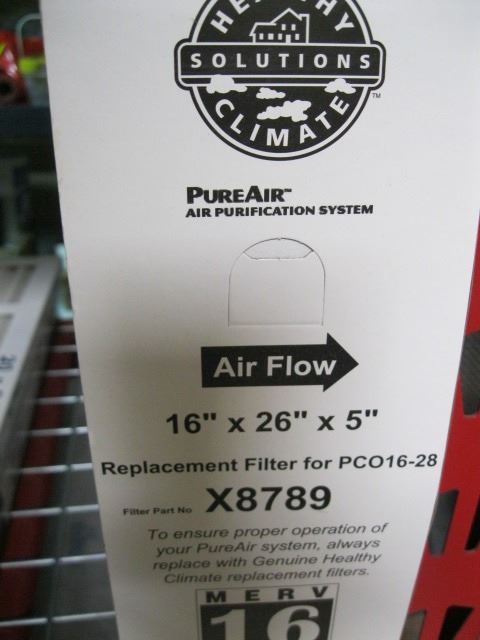 HEALTHY
SOLUTIONS
CLIMATE
TM
PUREAIR™
AIR PURIFICATION SYSTEM
Air Flow
16" x 26" x 5"
Replacement Filter for PCO16-28
Filter Part No X8789
To ensure proper operation of
your PureAir system, always
replace with Genuine Healthy
Climate replacement filters.
MERV
16
20